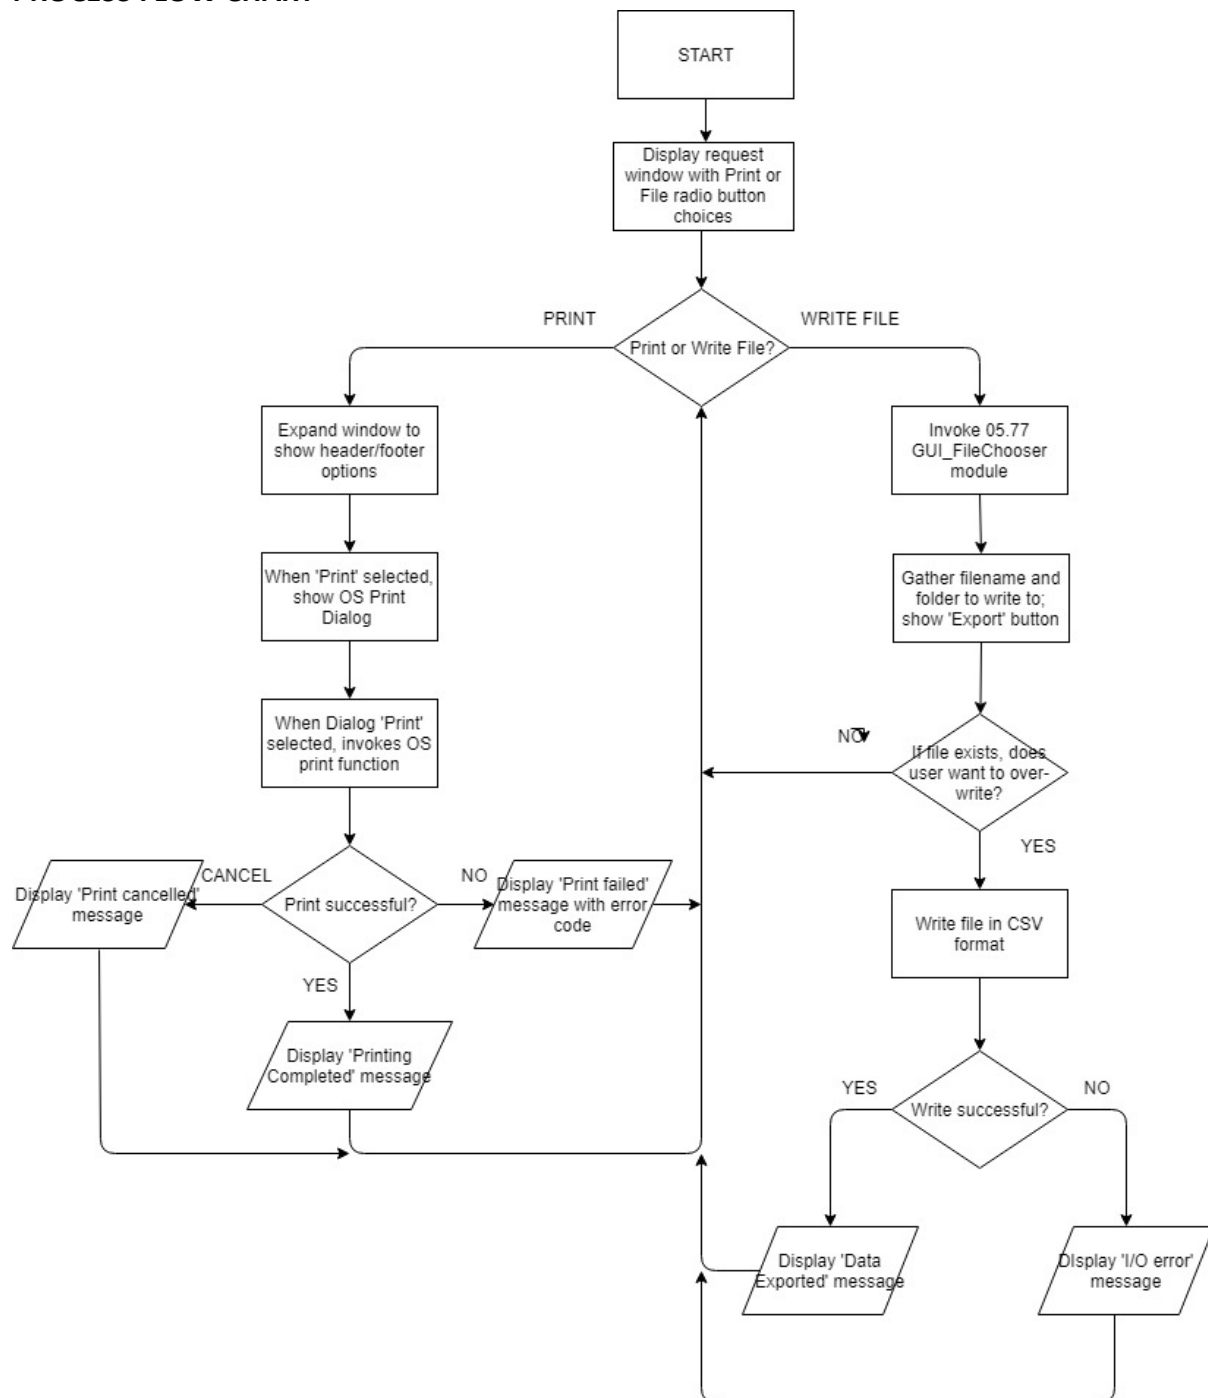 PROCESS FLOW CHART
START
Display request
window with Print or
File radio button
choices
PRINT
WRITE FILE
Print or Write File?
Expand window to
show header/footer
options
Invoke 05.77
GUI_FileChooser
module
When 'Print' selected,
show OS Print
Dialog
Gather filename and
folder to write to;
show 'Export' button
When Dialog 'Print'
selected, invokes OS
print function
NO
If file exists, does
user want to over-
write?
YES
CANCEL
NO
Display 'Print cancelled'
message
Print successful?
Display 'Print failed'
message with error
code
Write file in CSV
format
YES
Display 'Printing
Completed' message
YES
NO
Write successful?
Display 'Data
Exported' message
DIsplay 'I/O error'
message